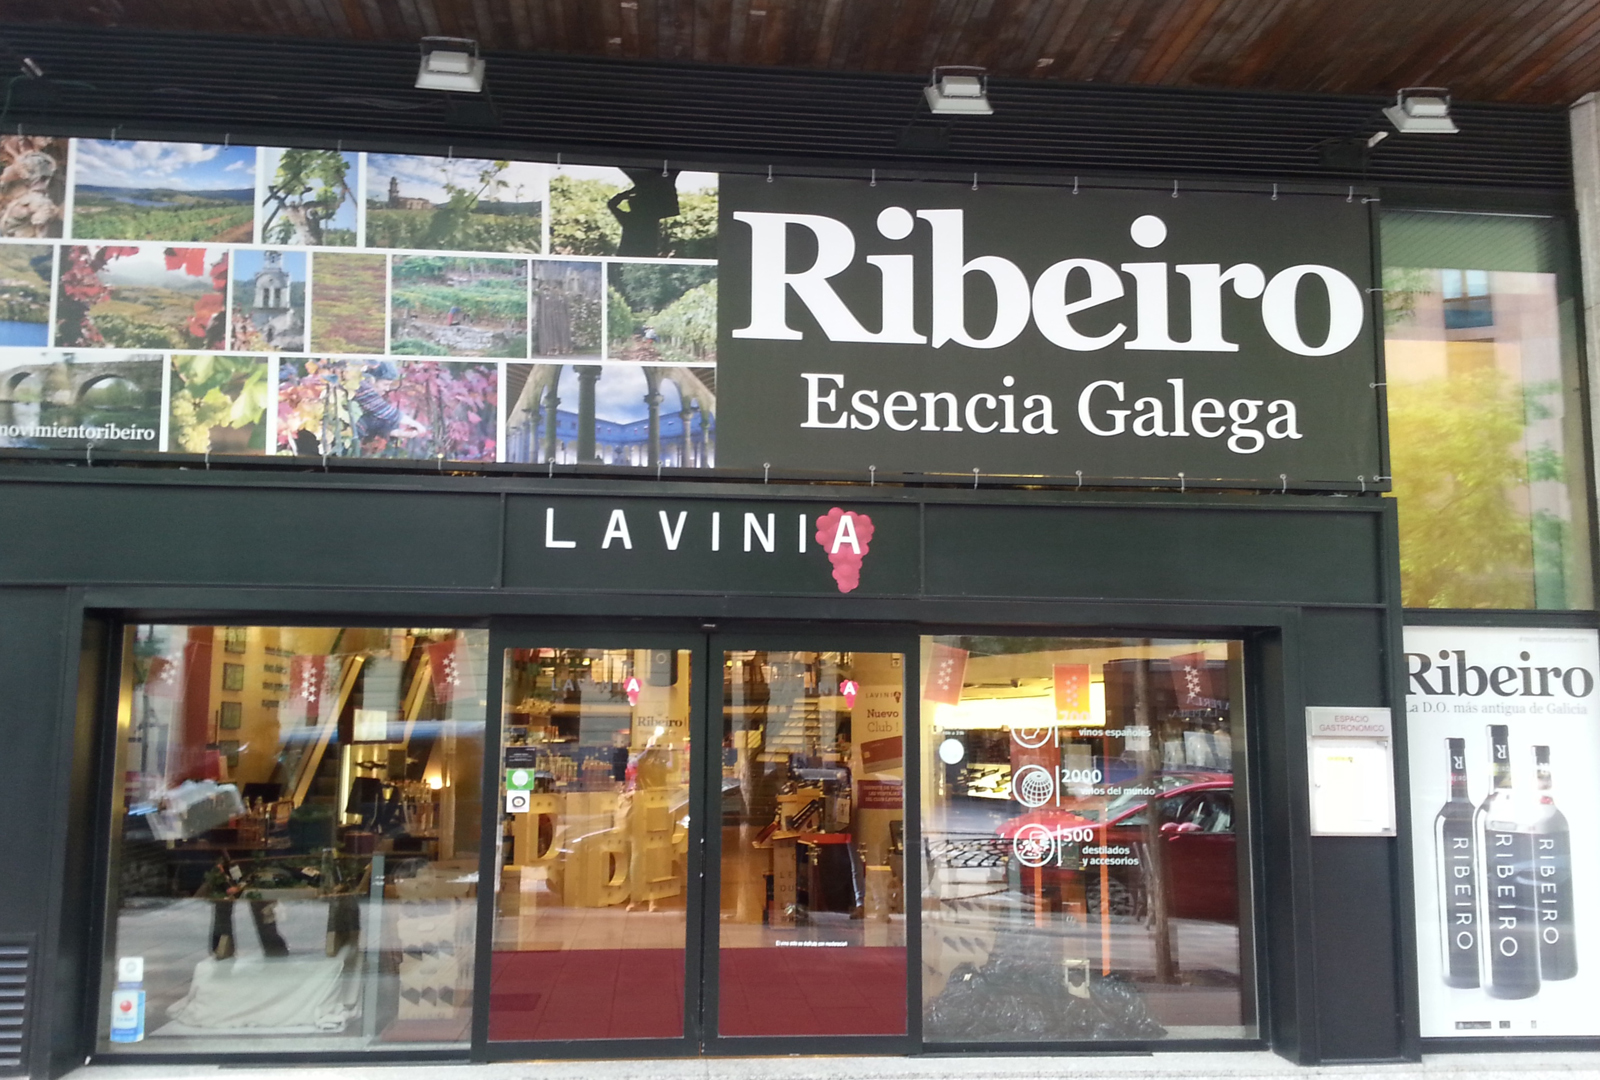 Ribeiro
Esencia Galega
movimientoribeiro
LAVINIA
Ribeiro
La D.O. más antigua de Galicia
ESPACIO
GASTRONÓMICO
RIBEIRO
RIBEIRO
RIBEIRO
Ribeiro
LAVINIA
Nuevo
Club
A
A
vinos españoles
2000
vinos del mundo
500
destilados
y accesorios